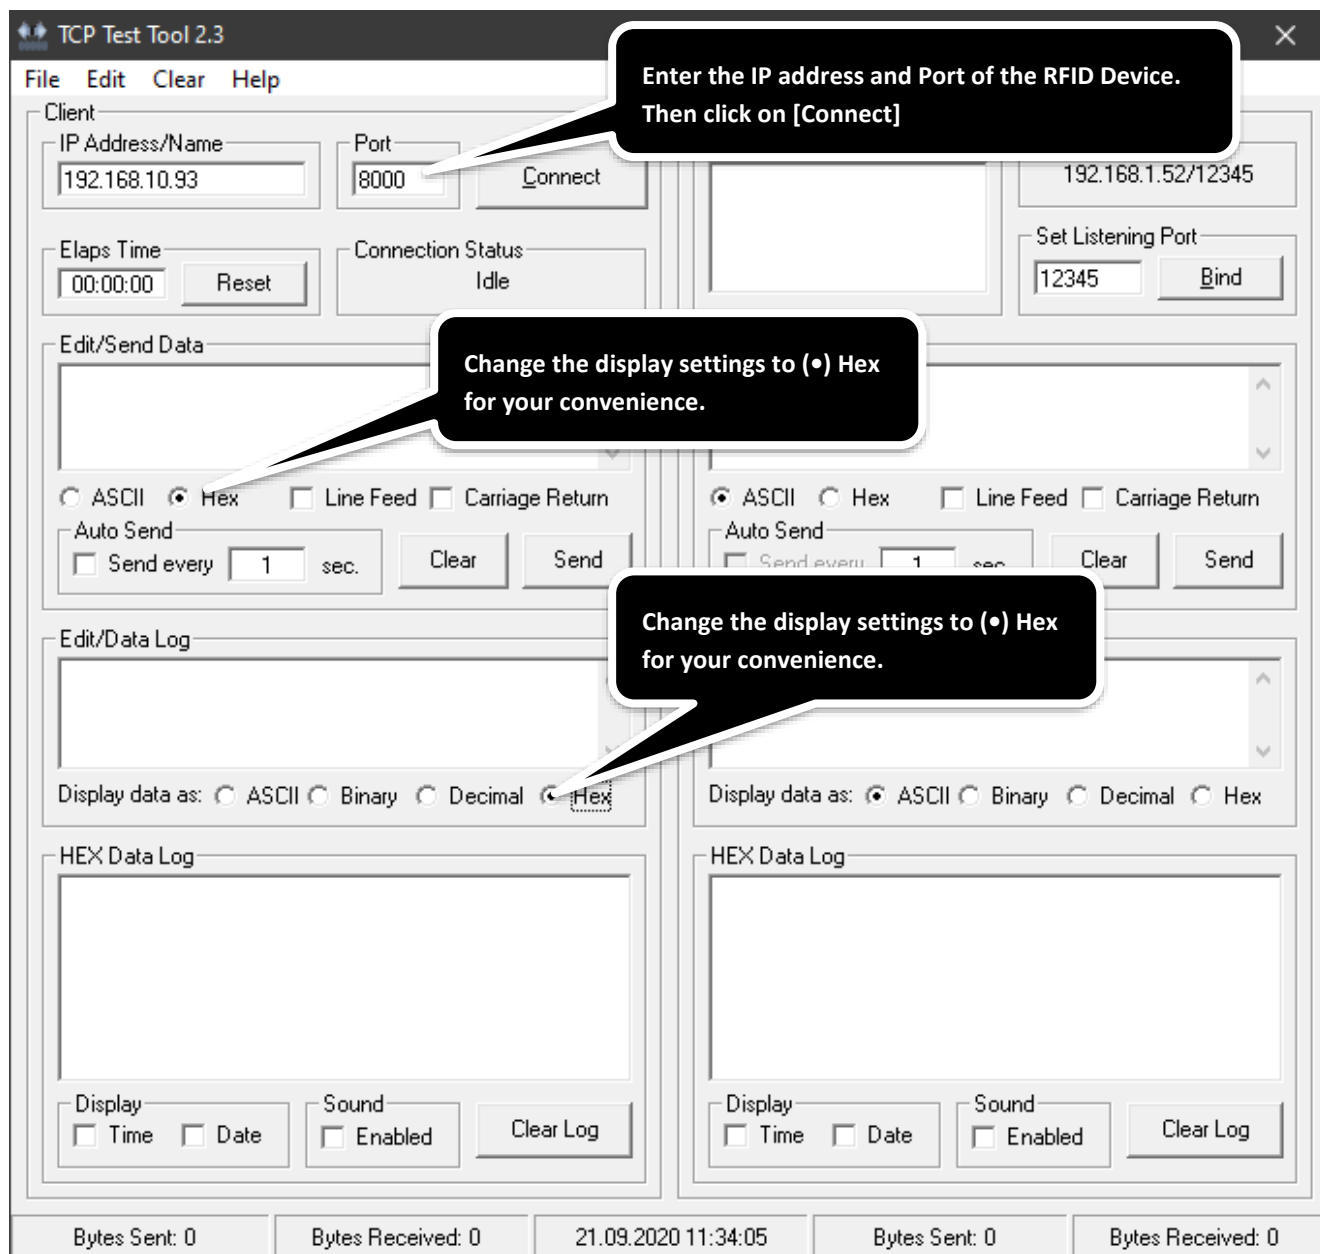 TCP Test Tool 2.3
File Edit Clear Help
Enter the IP address and Port of the RFID Device.
Then click on [Connect]
Client
IP Address/Name
Port
192.168.10.93
8000
Connect
192.168.1.52/12345
Elaps Time
Connection Status
00:00:00
Reset
Idle
Set Listening Port
12345
Bind
Edit/Send Data
Change the display settings to (•) Hex
for your convenience.
ASCII Hex Line Feed Carriage Return
Auto Send
Send every 1 sec.
Clear
Send
ASCII Hex Line Feed Carriage Return
Auto Send
Send every 1 sec.
Clear
Send
Change the display settings to (•) Hex
for your convenience.
Edit/Data Log
Display data as: ASCII Binary Decimal Hex
Display data as: ASCII Binary Decimal Hex
HEX Data Log
HEX Data Log
Display
Time Date
Sound
Enabled
Clear Log
Display
Time Date
Sound
Enabled
Clear Log
Bytes Sent: 0
Bytes Received: 0
21.09.2020 11:34:05
Bytes Sent: 0
Bytes Received: 0